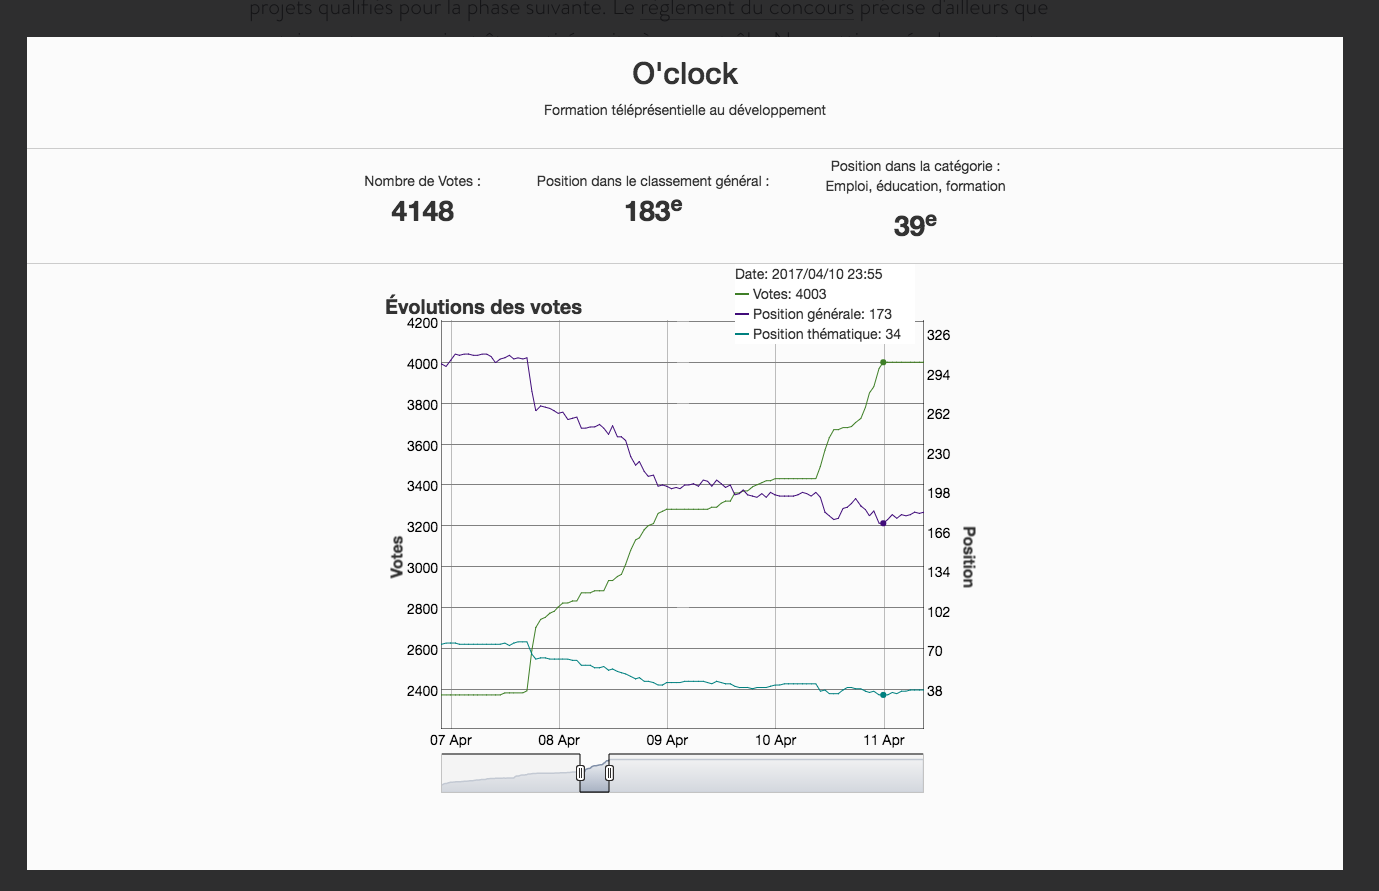 projets qualifiés pour la phase suivante. Le règlement du concours précise d'ailleurs que
O'clock
Formation téléprésentielle au développement
Nombre de Votes :
4148
Position dans le classement général :
183e
Position dans la catégorie :
Emploi, éducation, formation
39e
Date: 2017/04/10 23:55
Votes: 4003
Position générale: 173
Position thématique: 34
Évolutions des votes
4200
4000
3800
3600
3400
3200
3000
2800
2600
2400
Votes
326
294
262
230
198
166
134
102
70
38
Position
07 Apr
08 Apr
09 Apr
10 Apr
11 Apr